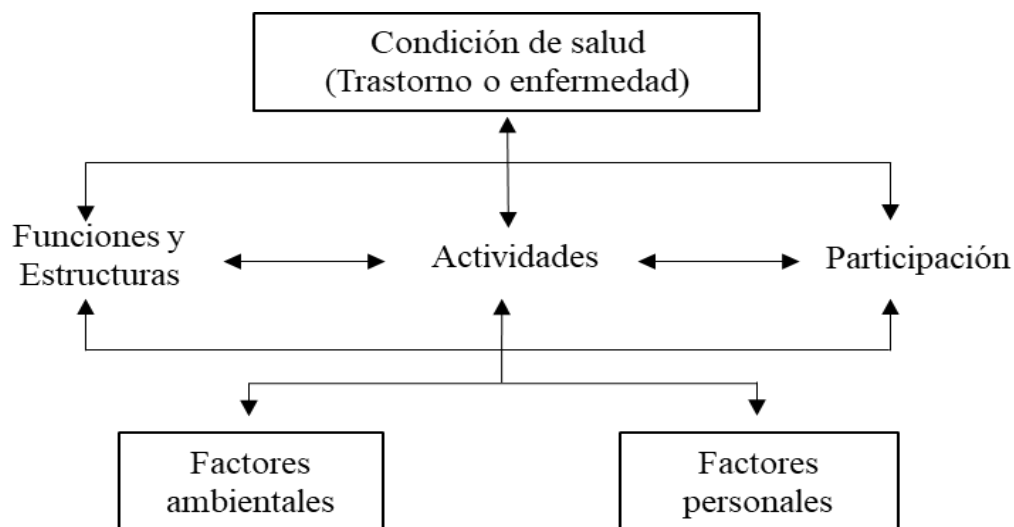 Condición de salud
(Trastorno o enfermedad)
Funciones y
Estructuras
Actividades
Participación
Factores
ambientales
Factores
personales